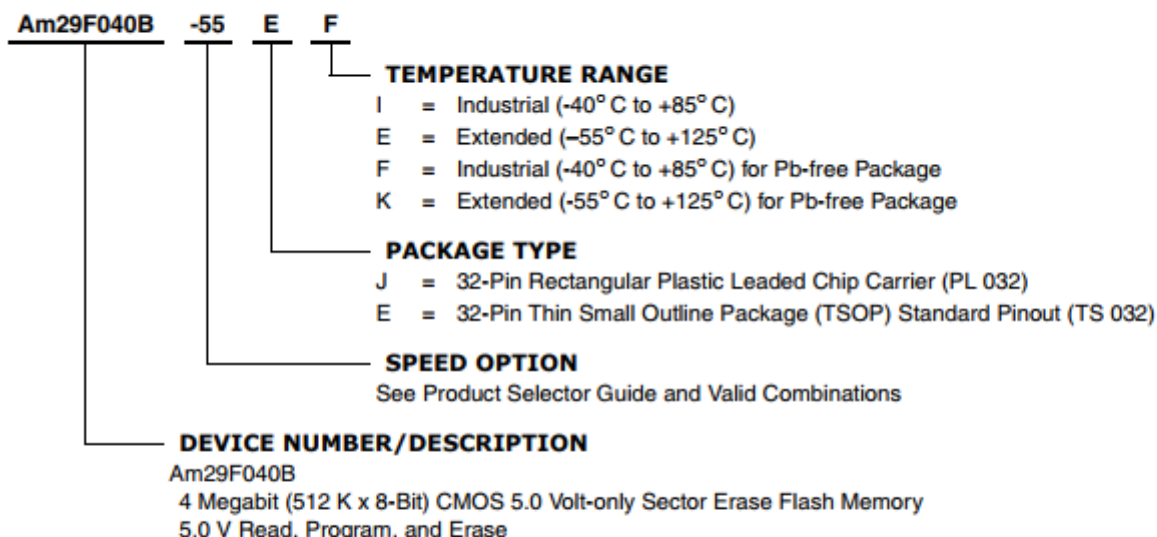 Am29F040B -55 E F
TEMPERATURE RANGE
I = Industrial (-40° C to +85° C)
E = Extended (–55° C to +125° C)
F = Industrial (-40° C to +85° C) for Pb-free Package
K = Extended (-55° C to +125° C) for Pb-free Package
PACKAGE TYPE
J = 32-Pin Rectangular Plastic Leaded Chip Carrier (PL 032)
E = 32-Pin Thin Small Outline Package (TSOP) Standard Pinout (TS 032)
SPEED OPTION
See Product Selector Guide and Valid Combinations
DEVICE NUMBER/DESCRIPTION
Am29F040B
4 Megabit (512 K x 8-Bit) CMOS 5.0 Volt-only Sector Erase Flash Memory
5.0 V Read, Program, and Erase